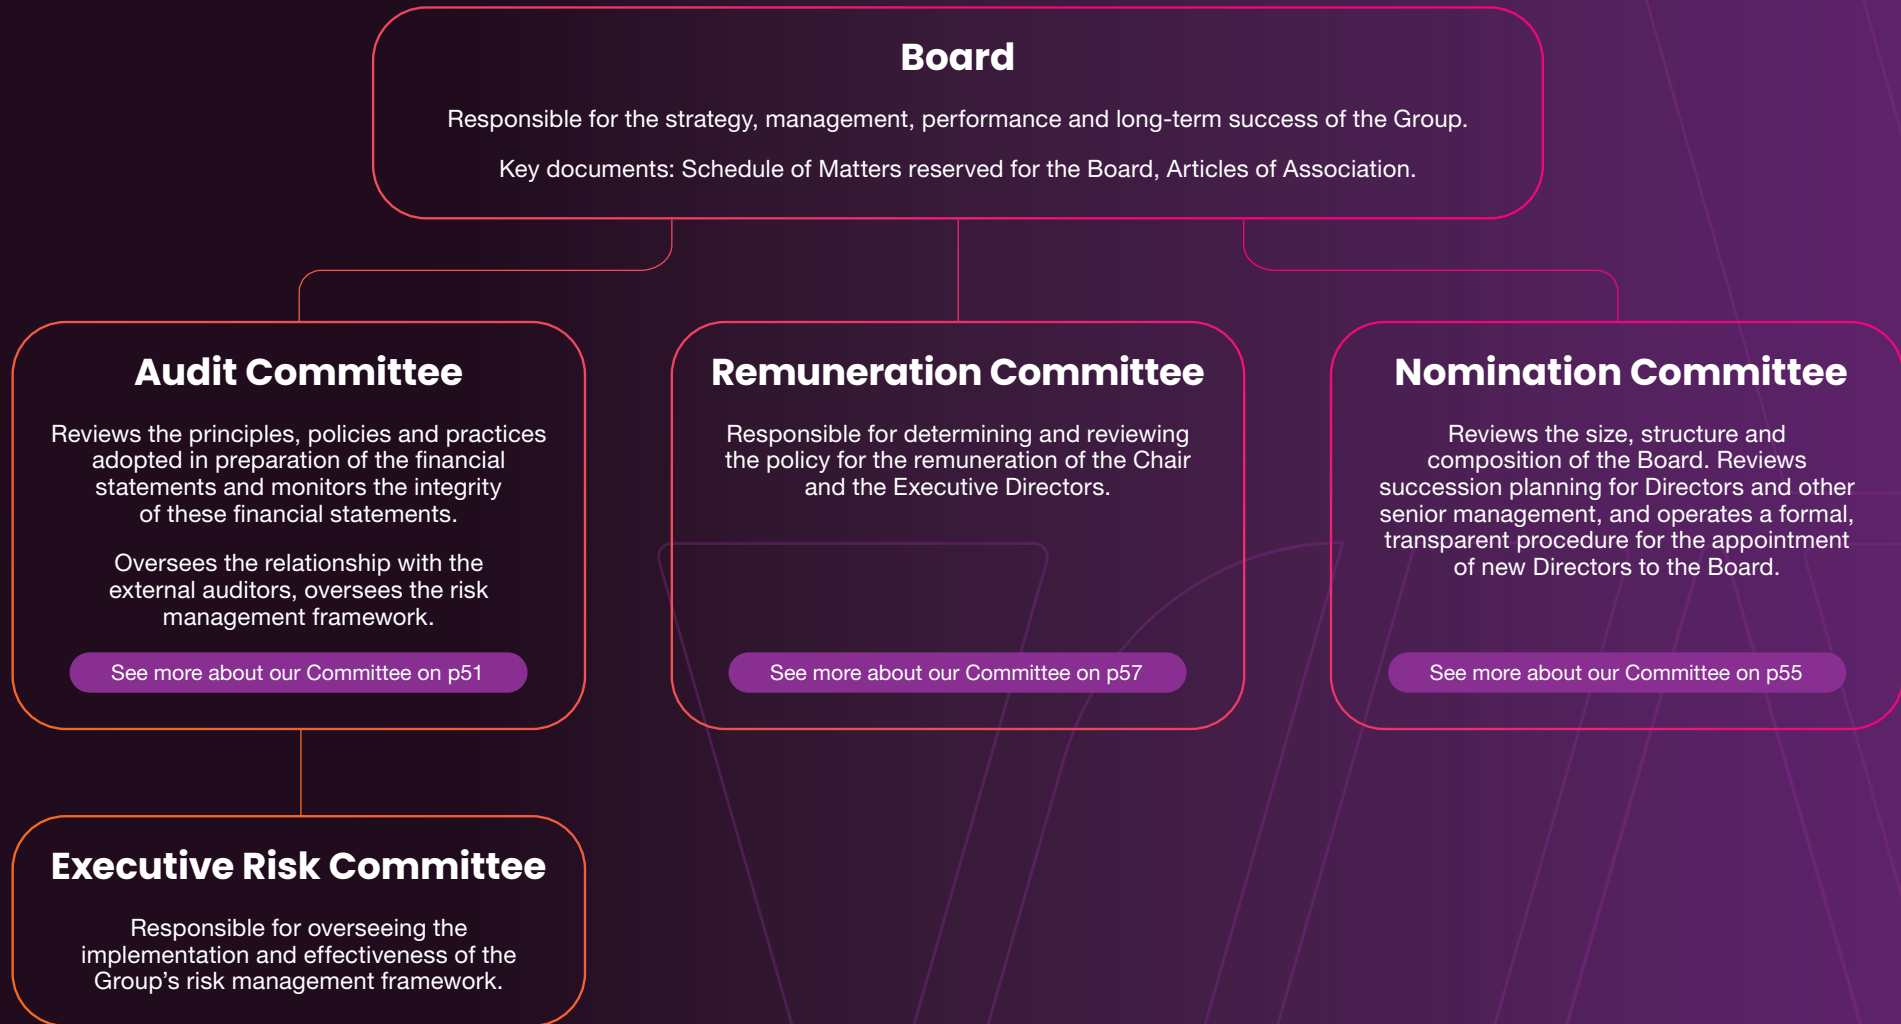 Board
Responsible for the strategy, management, performance and long-term success of the Group.
Key documents: Schedule of Matters reserved for the Board, Articles of Association.
Audit Committee
Reviews the principles, policies and practices
adopted in preparation of the financial
statements and monitors the integrity
of these financial statements.
Oversees the relationship with the
external auditors, oversees the risk
management framework.
See more about our Committee on p51
Remuneration Committee
Responsible for determining and reviewing
the policy for the remuneration of the Chair
and the Executive Directors.
See more about our Committee on p57
Nomination Committee
Reviews the size, structure and
composition of the Board. Reviews
succession planning for Directors and other
senior management, and operates a formal,
transparent procedure for the appointment
of new Directors to the Board.
See more about our Committee on p55
Executive Risk Committee
Responsible for overseeing the
implementation and effectiveness of the
Group’s risk management framework.